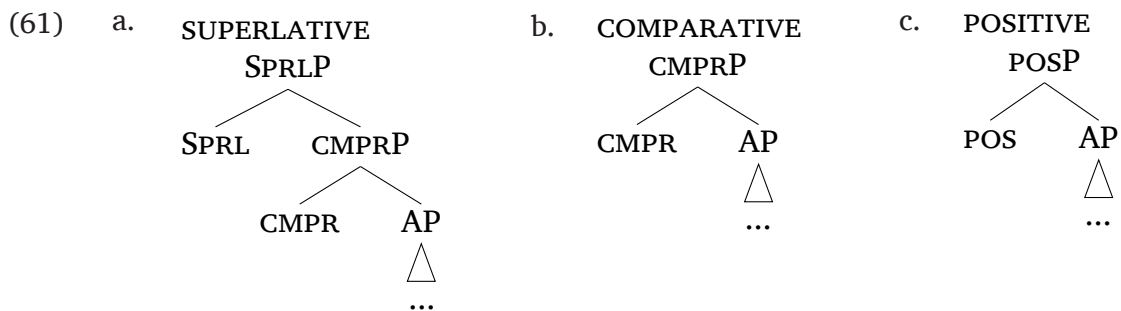 (61) a. SUPERLATIVE b. COMPARATIVE c. POSITIVE
SPRLP CMPRP POSP
SPRL CMPRP CMPR AP POS AP
CMPR AP ... ...
...